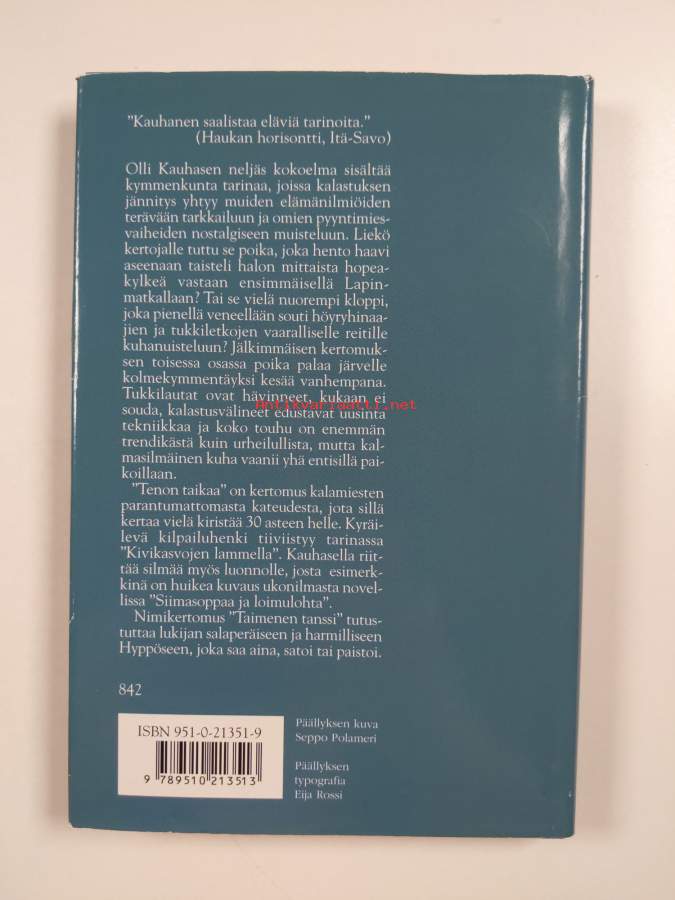 "Kauhanen saalistaa eläviä tarinoita."
(Haukan horisontti, Itä-Savo)
Olli Kauhasen neljäs kokoelma sisältää
kymmenkunta tarinaa, joissa kalastuksen
jännitys yhtyy muiden elämänilmiöiden
terävään tarkkailuun ja omien pyyntimies-
vaiheiden nostalgiseen muisteluun. Liekö
kertojalle tuttu se poika, joka hento haavi
aseenaan taisteli halon mittaista hopea-
kylkeä vastaan ensimmäisellä Lapin-
matkallaan? Tai se vielä nuorempi kloppi,
joka pienellä veneellään souti höyryhinaa-
jien ja tukkiletkojen vaaralliselle reitille
kuhanuisteluun? Jälkimmäisen kertomuk-
sen toisessa osassa poika palaa järvelle
kolmekymmentäyksi kesää vanhempana.
Tukkilautat ovat hävinneet, kukaan ei
Antikvariaatti.net
souda, kalastusvälineet edustavat uusinta
tekniikkaa ja koko touhu on enemmän
trendikästä kuin urheilullista, mutta kal-
masilmäinen kuha vaanii yhä entisillä pai-
koillaan.
"Tenon taikaa" on kertomus kalamiesten
parantumattomasta kateudesta, jota sillä
kertaa vielä kiristää 30 asteen helle. Kyräi-
levä kilpailuhenki tiivistyy tarinassa
"Kivikasvojen lammella". Kauhasella riit-
tää silmää myös luonnolle, josta esimerk-
kinä on huikea kuvaus ukonilmasta novel-
lissa "Siimasoppaa ja loimulohta".
Nimikertomus "Taimenen tanssi" tutus-
tuttaa lukijan salaperäiseen ja harmilliseen
Hyppöseen, joka saa aina, satoi tai paistoi.
842
ISBN 951-0-21351-9
9 789510 213513
Päällyksen kuva
Seppo Polameri
Päällyksen
typografia
Eija Rossi